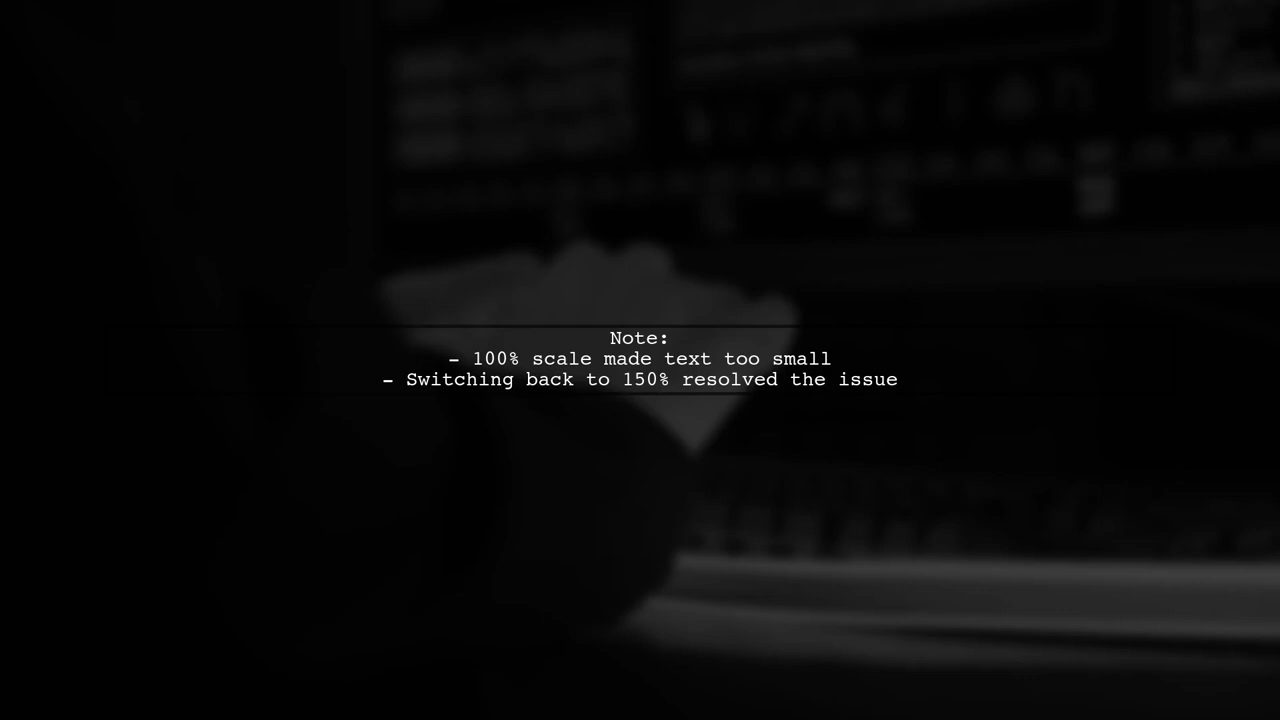 Note:
- 100% scale made text too small
- Switching back to 150% resolved the issue